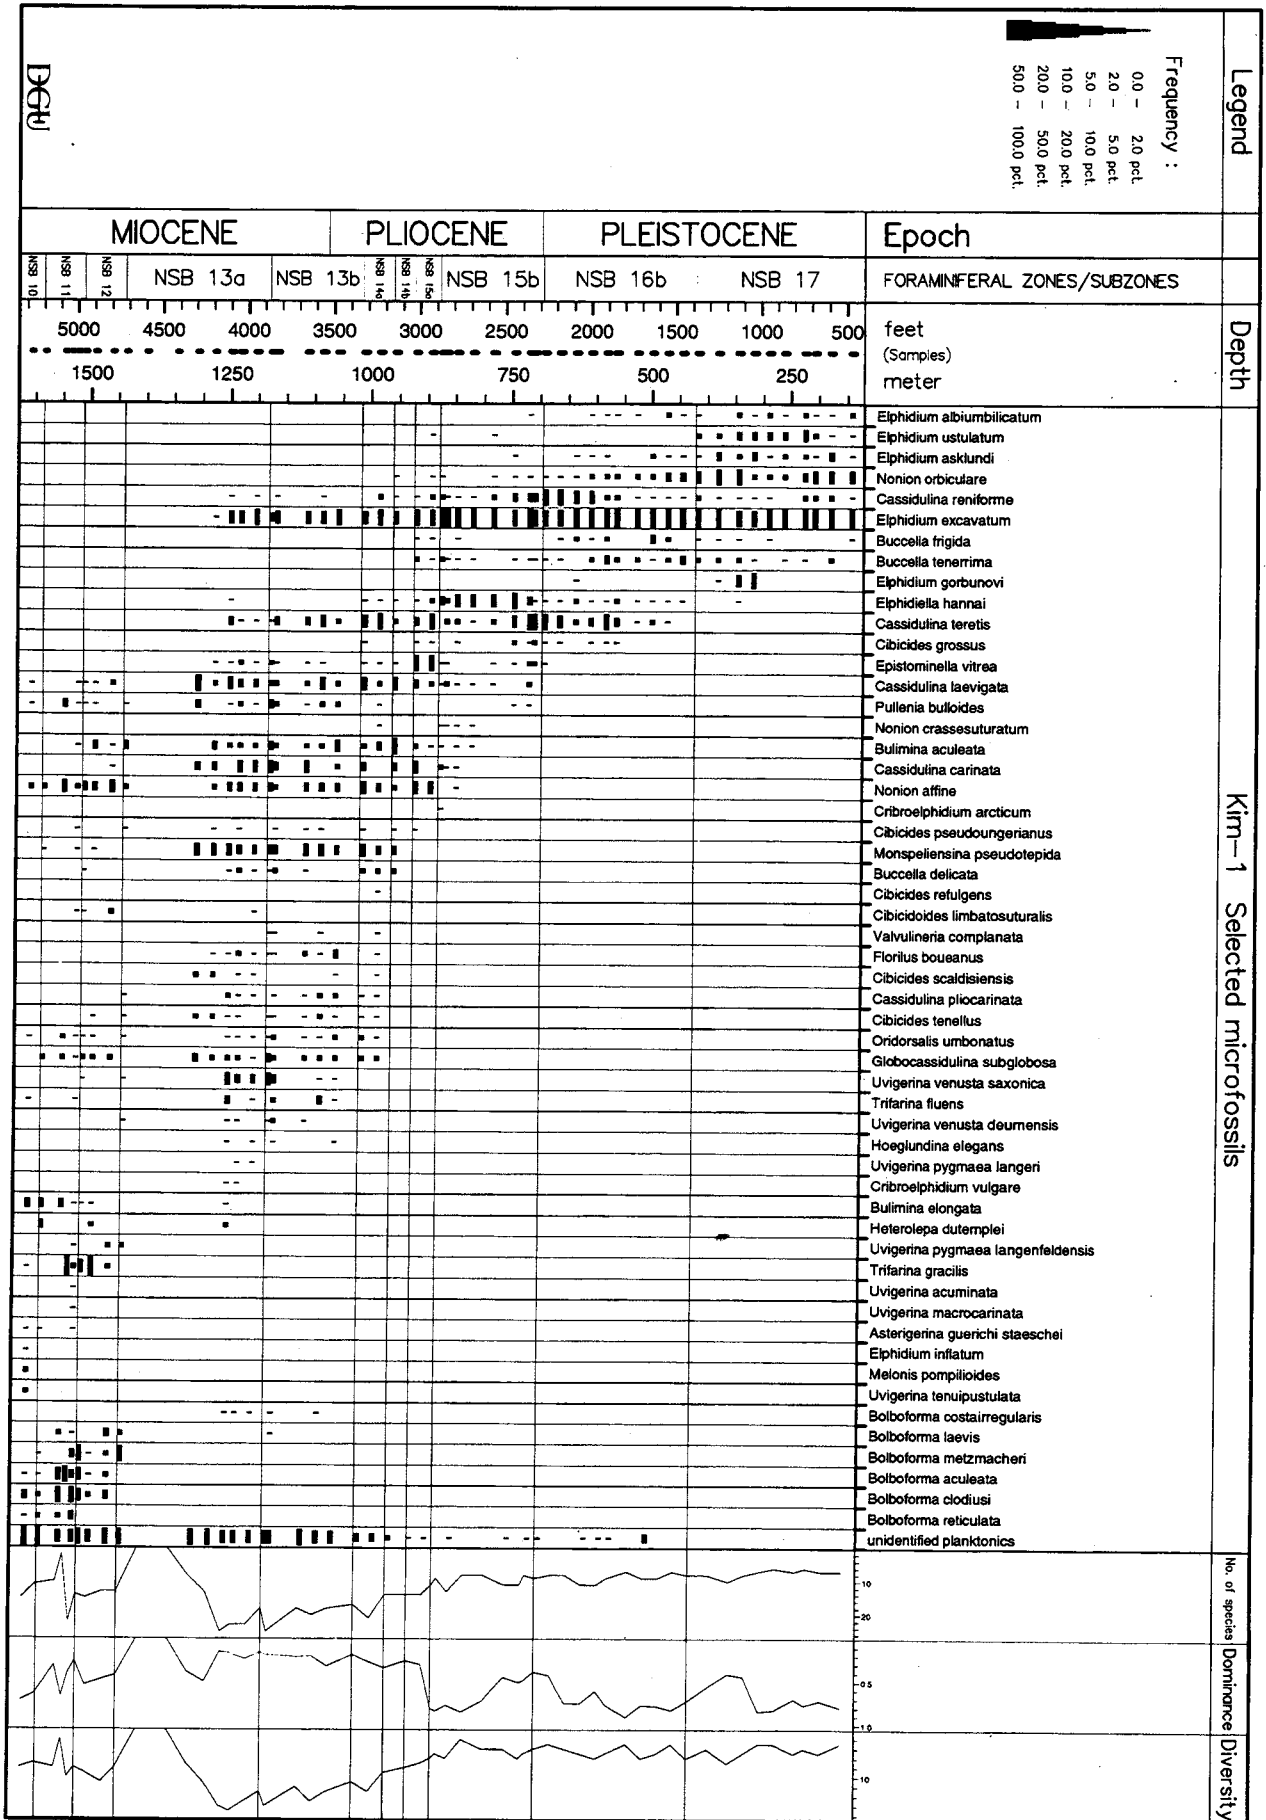 Legend
Frequency :
0.0 - 2.0 pct.
2.0 - 5.0 pct.
5.0 - 10.0 pct.
10.0 - 20.0 pct.
20.0 - 50.0 pct.
50.0 - 100.0 pct.
DGU
MIOCENE PLIOCENE PLEISTOCENE Epoch
NSB 10 NSB 11 NSB 12 NSB 13a NSB 13b NSB 14a NSB 14b NSB 15a NSB 15b NSB 16b NSB 17 FORAMINIFERAL ZONES/SUBZONES
Depth
5000 4500 4000 3500 3000 2500 2000 1500 1000 500 feet
(Samples)
1500 1250 1000 750 500 250 meter
Kim-1 Selected microfossils
Elphidium albiumbilicatum
Elphidium ustulatum
Elphidium asklundi
Nonion orbiculare
Cassidulina reniforme
Elphidium excavatum
Buccella frigida
Buccella tenerrima
Elphidium gorbunovi
Elphidiella hannai
Cassidulina teretis
Cibicides grossus
Epistominella vitrea
Cassidulina laevigata
Pullenia bulloides
Nonion crassesuturatum
Bulimina aculeata
Cassidulina carinata
Nonion affine
Cribroelphidium arcticum
Cibicides pseudoungerianus
Monspeliensina pseudotepida
Buccella delicata
Cibicides refulgens
Cibicidoides limbatosuturalis
Valvulineria complanata
Florilus boueanus
Cibicides scaldisiensis
Cassidulina pliocarinata
Cibicides tenellus
Oridorsalis umbonatus
Globocassidulina subglobosa
Uvigerina venusta saxonica
Trifarina fluens
Uvigerina venusta deurnensis
Hoeglundina elegans
Uvigerina pygmaea langeri
Cribroelphidium vulgare
Bulimina elongata
Heterolepa dutemplei
Uvigerina pygmaea langenfeldensis
Trifarina gracilis
Uvigerina acuminata
Uvigerina macrocarinata
Asterigerina guerichi staeschei
Elphidium inflatum
Melonis pompilioides
Uvigerina tenuipustulata
Bolboforma costairregularis
Bolboforma laevis
Bolboforma metzmacheri
Bolboforma aculeata
Bolboforma clodiusi
Bolboforma reticulata
unidentified planktonics
No. of species
10
20
Dominance
0.5
1.0
Diversity
10